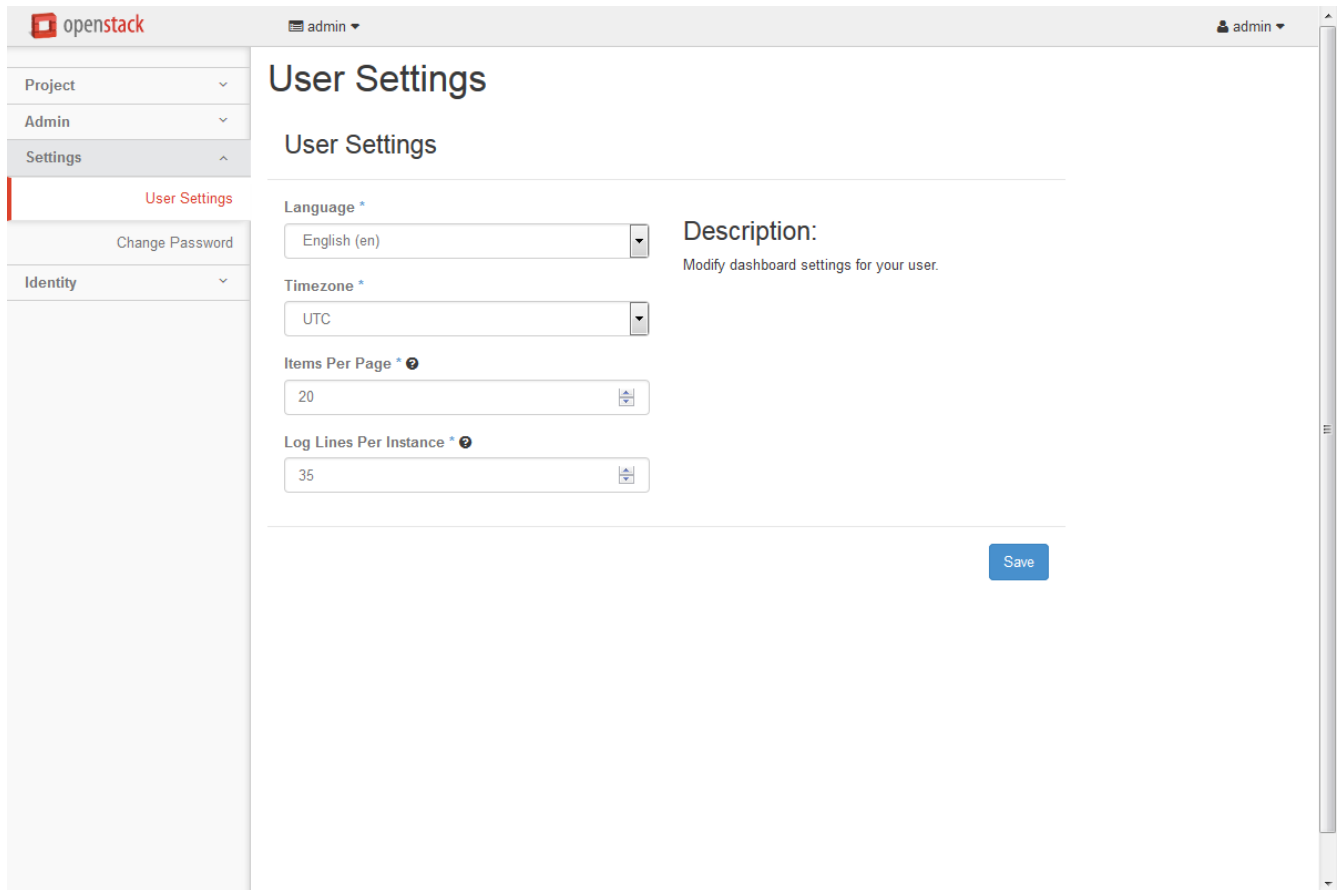 openstack
admin
admin
Project
Admin
Settings
User Settings
Change Password
Identity
User Settings
User Settings
Language *
English (en)
Timezone *
UTC
Items Per Page *
20
Log Lines Per Instance *
35
Description:
Modify dashboard settings for your user.
Save